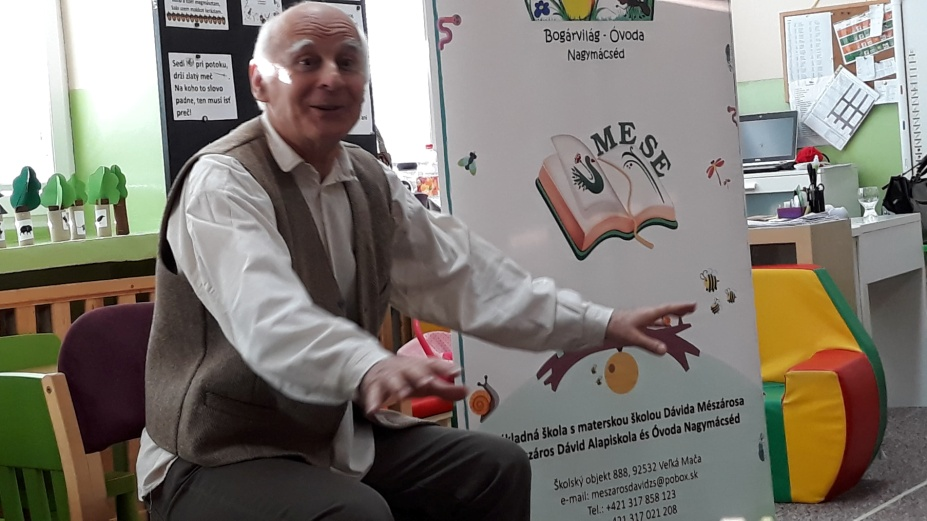 Sedí pri potoku,
drží zlatý meč
Na koho to slovo
padne, ten musí ísť
preč!
Bogárvilág - Óvoda
Nagymácséd
MESE
kladná škola s materskou školou Dávida Mészárosa
száros Dávid Alapiskola és Óvoda Nagymácséd
Školský objekt 888, 92532 Veľká Mača
e-mail: meszarosdavidzs@pobox.sk
Tel.: +421 317 858 123
421 317 021 208